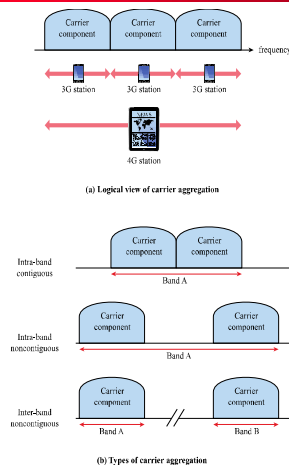 Carrier component
Carrier component
Carrier component
frequency
3G station
3G station
3G station
NEWS
4G station
(a) Logical view of carrier aggregation
Carrier component
Carrier component
Intra-band contiguous
Band A
Carrier component
Carrier component
Intra-band noncontiguous
Band A
Carrier component
Carrier component
Inter-band noncontiguous
Band A
Band B
(b) Types of carrier aggregation